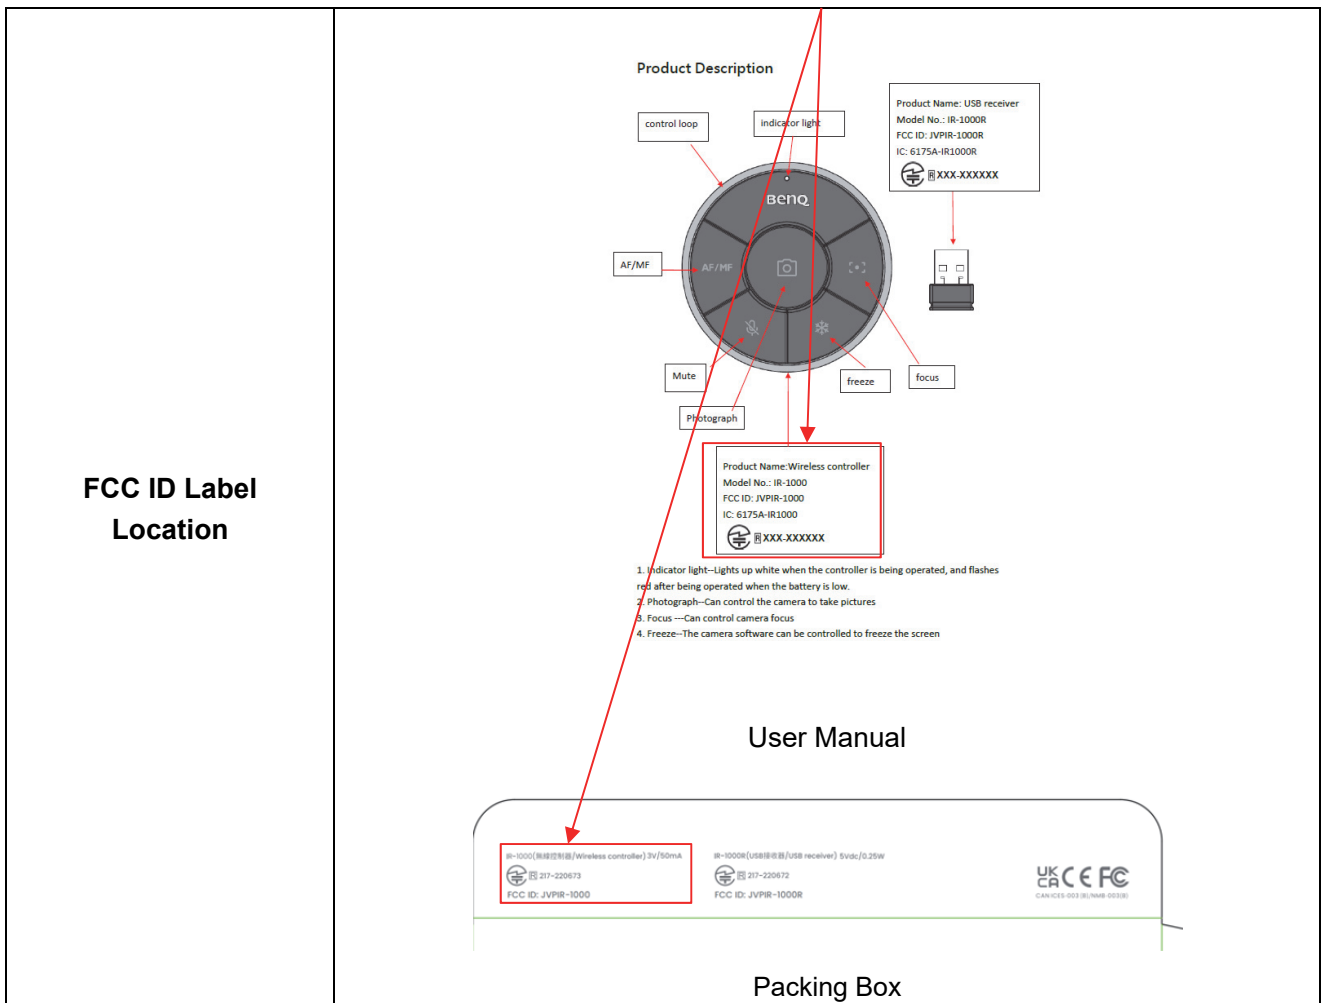 FCC ID Label
Location
Product Description
control loop
indicator light
Product Name: USB receiver
Model No.: IR-1000R
FCC ID: JVPIR-1000R
IC: 6175A-IR1000R
R XXX-XXXXXX
BenQ
AF/MF
AF/MF
Mute
Photograph
freeze
focus
Product Name:Wireless controller
Model No.: IR-1000
FCC ID: JVPIR-1000
IC: 6175A-IR1000
R XXX-XXXXXX
1. Indicator light--Lights up white when the controller is being operated, and flashes
red after being operated when the battery is low.
2. Photograph--Can control the camera to take pictures
3. Focus ---Can control camera focus
4. Freeze--The camera software can be controlled to freeze the screen
User Manual
IR-1000(無線控制器/Wireless controller) 3V/50mA
R 217-220673
FCC ID: JVPIR-1000
IR-1000R(USB接收器/USB receiver) 5Vdc/0.25W
R 217-220672
FCC ID: JVPIR-1000R
UK CA CE FC
CAN ICES-003(B)/NMB-003(B)
Packing Box